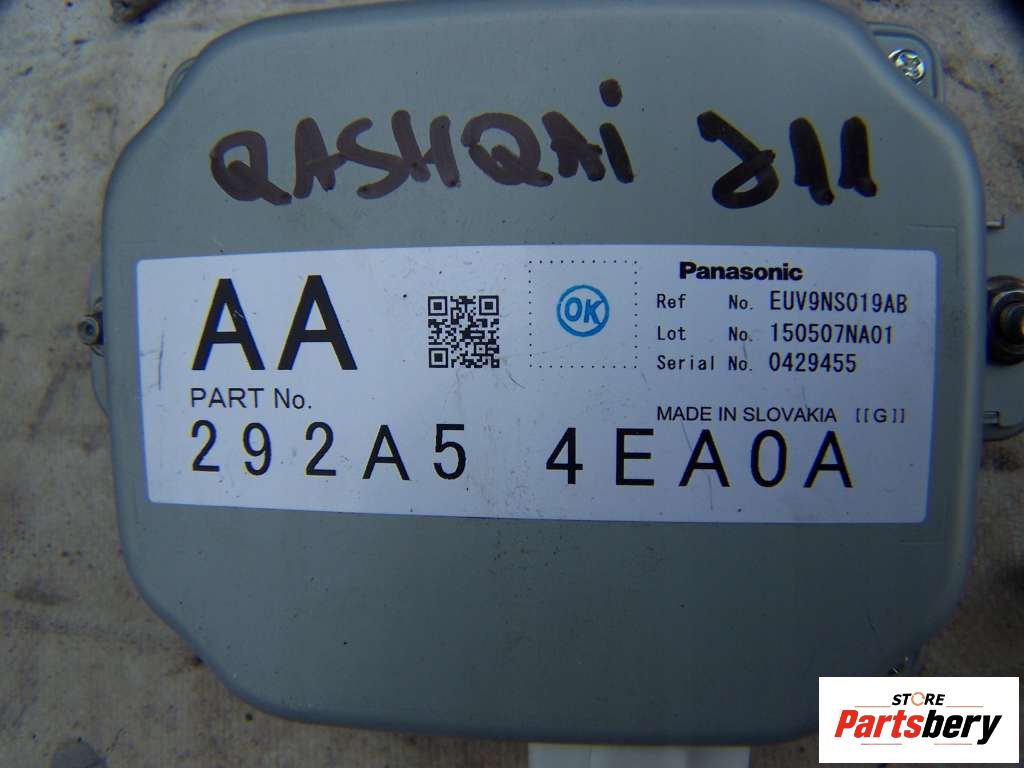 QASHQAi J11
AA
OK
Panasonic
Ref No. EUV9NS019AB
Lot No. 150507NA01
Serial No. 0429455
PART No.
MADE IN SLOVAKIA [[G]]
292A5 4EA0A
STORE
Partsbery